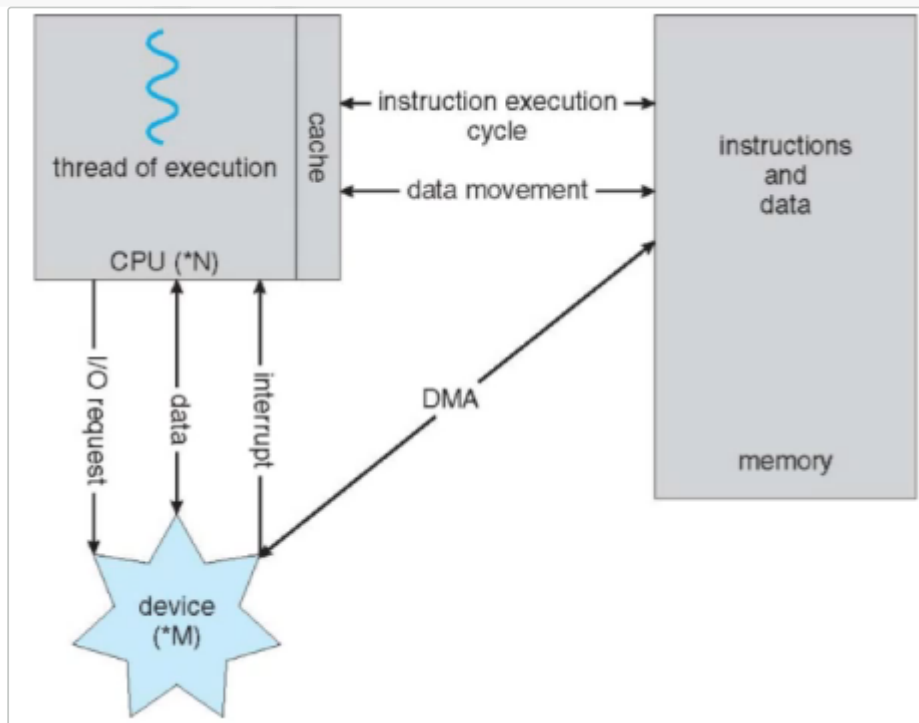 thread of execution
CPU (*N)
cache
instruction execution
cycle
data movement
instructions
and
data
memory
I/O request
data
interrupt
DMA
device
(*M)